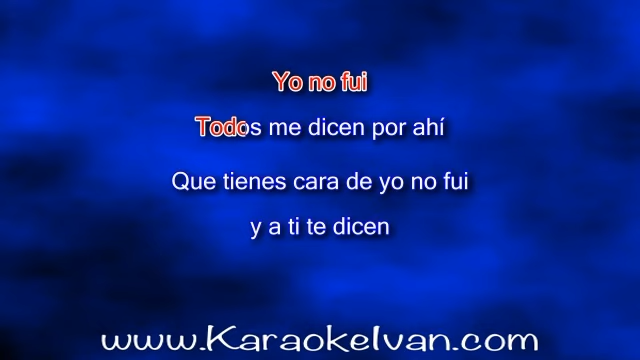 Yo no fui
Todos me dicen por ahí
Que tienes cara de yo no fui
y a ti te dicen
www.KaraokeIvan.com